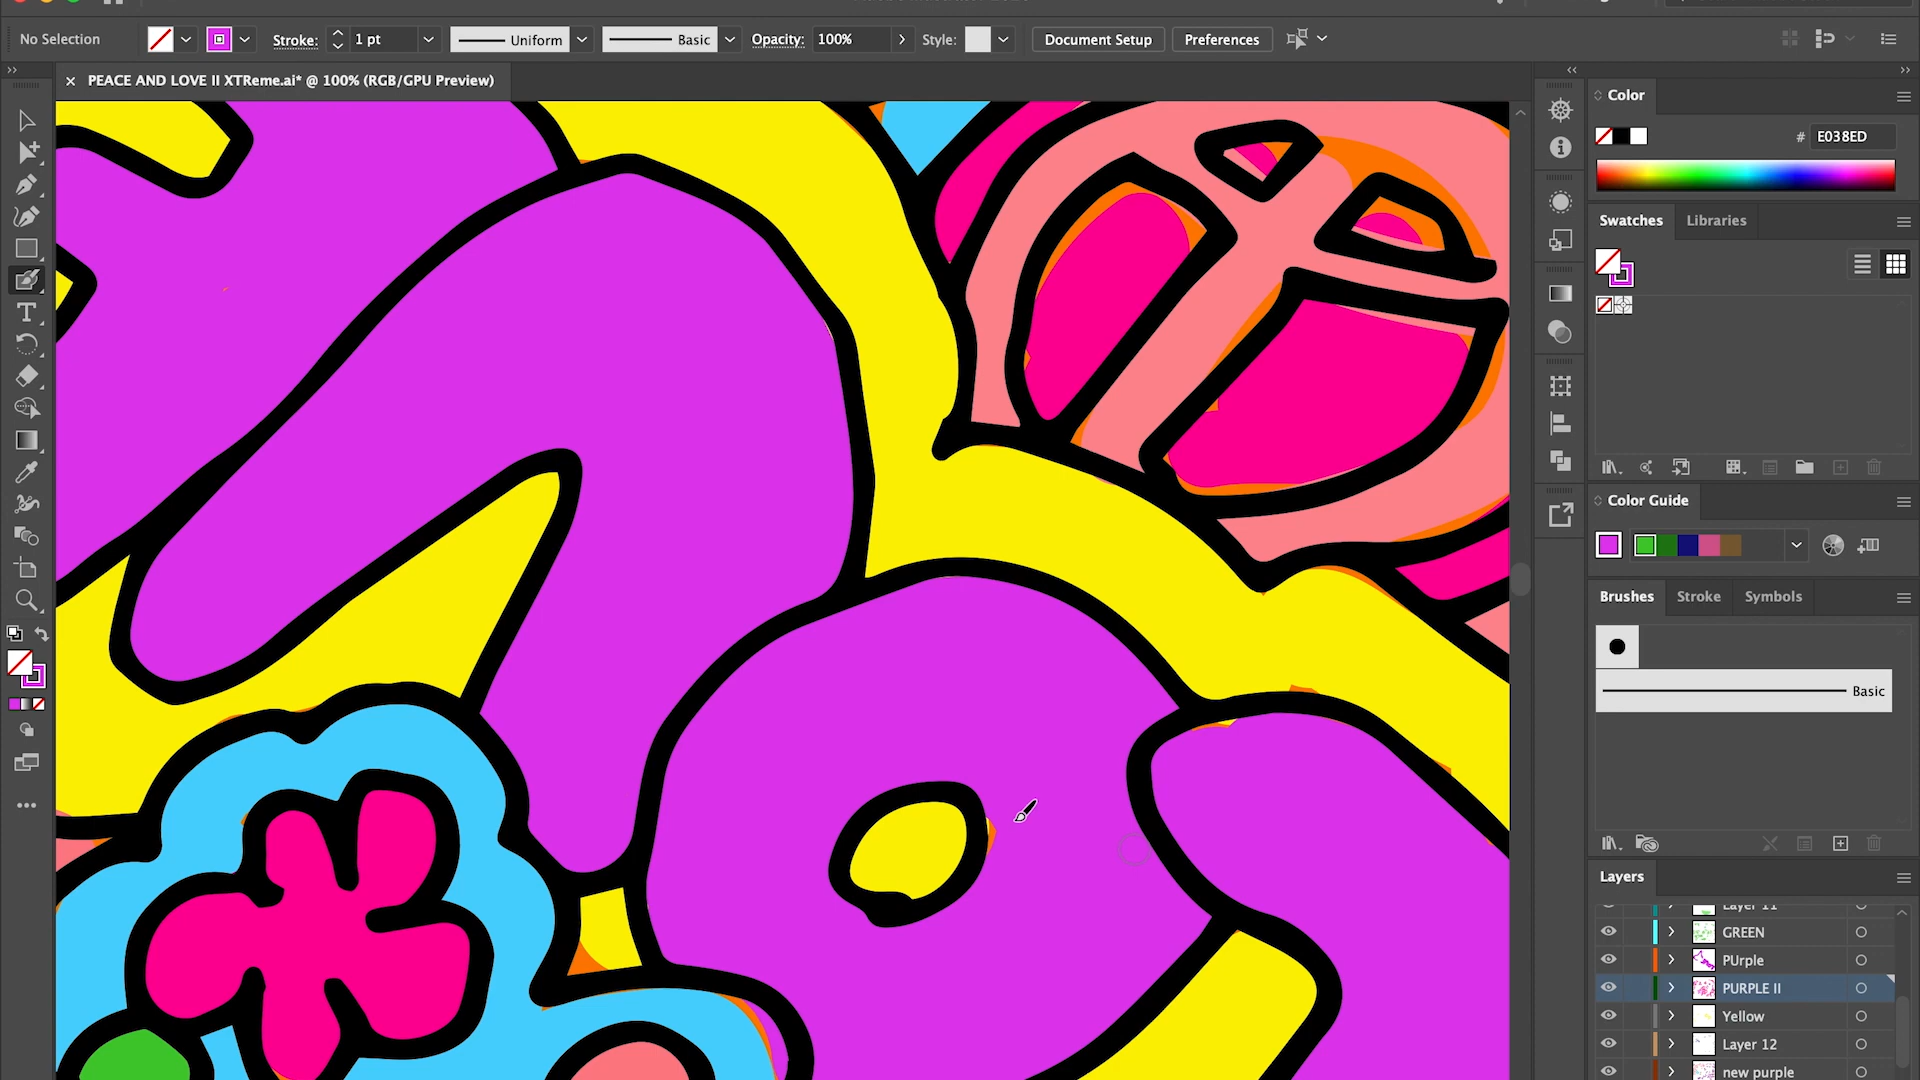 No Selection
Stroke:
1 pt
Uniform
Basic
Opacity:
100%
Style:
Document Setup
Preferences
× PEACE AND LOVE II XTReme.ai* @ 100% (RGB/GPU Preview)
Color
# E038ED
Swatches
Libraries
Color Guide
Brushes
Stroke
Symbols
Basic
Layers
Layer 11
GREEN
PUrple
PURPLE II
Yellow
Layer 12
new purple